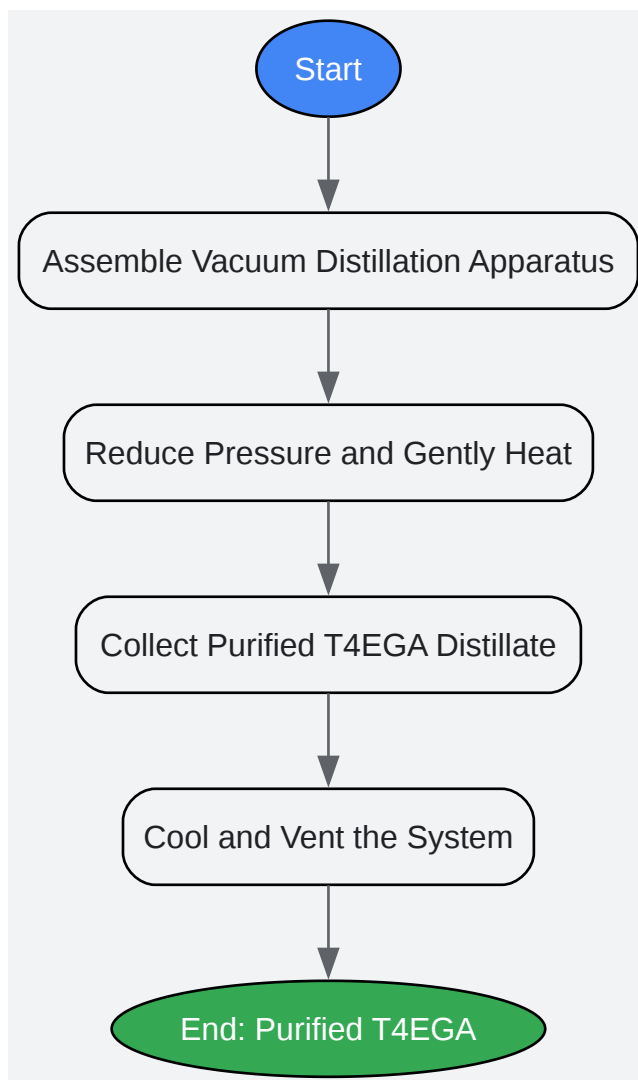 Start
Assemble Vacuum Distillation Apparatus
Reduce Pressure and Gently Heat
Collect Purified T4EGA Distillate
Cool and Vent the System
End: Purified T4EGA